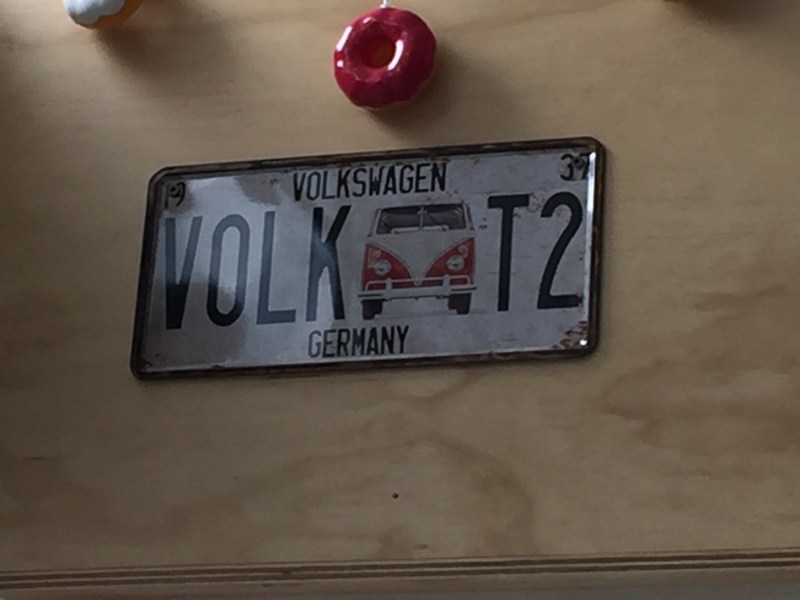 19 37
VOLKSWAGEN
VOLK T2
GERMANY